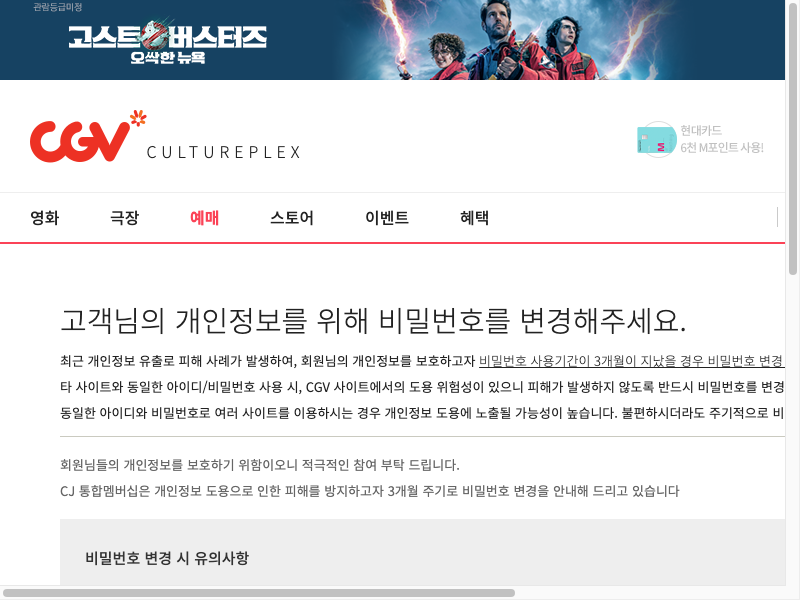 관람등급미정
고스트버스터즈
오싹한 뉴욕
CGV CULTUREPLEX
현대카드
6천 M포인트 사용!
영화 극장 예매 스토어 이벤트 혜택
고객님의 개인정보를 위해 비밀번호를 변경해주세요.
최근 개인정보 유출로 피해 사례가 발생하여, 회원님의 개인정보를 보호하고자 비밀번호 사용기간이 3개월이 지났을 경우 비밀번호 변경
타 사이트와 동일한 아이디/비밀번호 사용 시, CGV 사이트에서의 도용 위험성이 있으니 피해가 발생하지 않도록 반드시 비밀번호를 변경
동일한 아이디와 비밀번호로 여러 사이트를 이용하시는 경우 개인정보 도용에 노출될 가능성이 높습니다. 불편하시더라도 주기적으로 비
회원님들의 개인정보를 보호하기 위함이오니 적극적인 참여 부탁 드립니다.
CJ 통합멤버십은 개인정보 도용으로 인한 피해를 방지하고자 3개월 주기로 비밀번호 변경을 안내해 드리고 있습니다
비밀번호 변경 시 유의사항